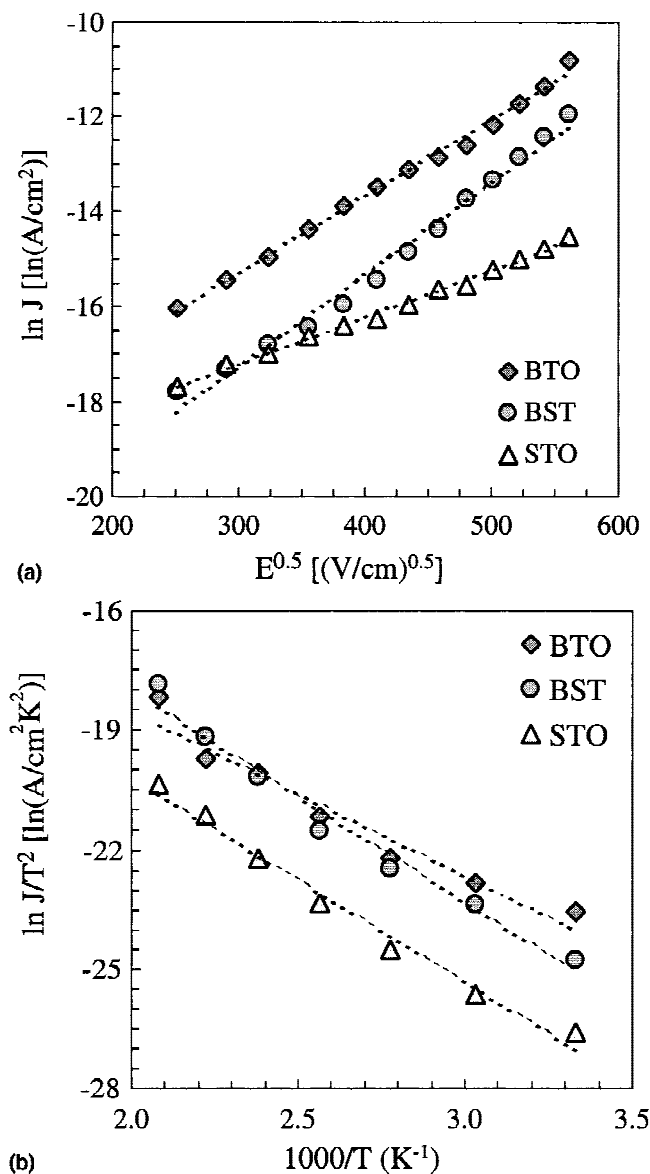 (a)
-10
-12
-14
-16
-18
-20
ln J [ln(A/cm²)]
BTO
BST
STO
200 300 400 500 600
E^0.5 [(V/cm)^0.5]
(b)
-16
-19
-22
-25
-28
ln J/T² [ln(A/cm²K²)]
BTO
BST
STO
2.0 2.5 3.0 3.5
1000/T (K⁻¹)